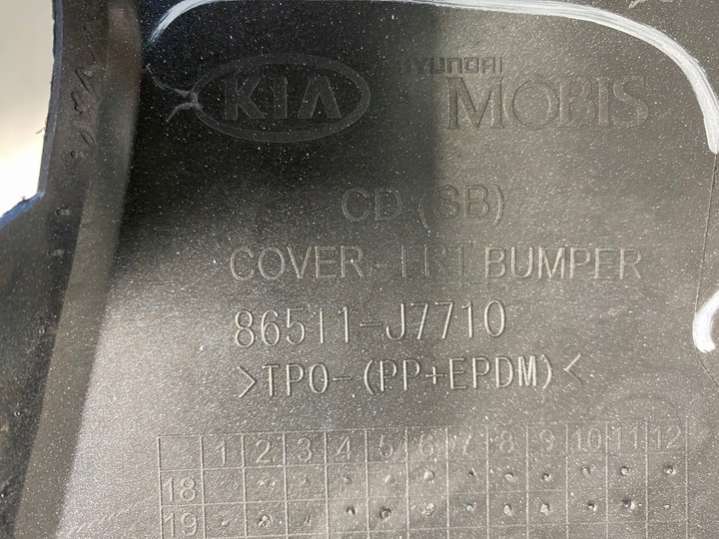 KIA HYUNDAI MOBIS
CD (SB)
COVER-FRT BUMPER
86511-J7710
>TPO-(PP+EPDM)<
1 2 3 4 5 6 7 8 9 10 11 12
18
19